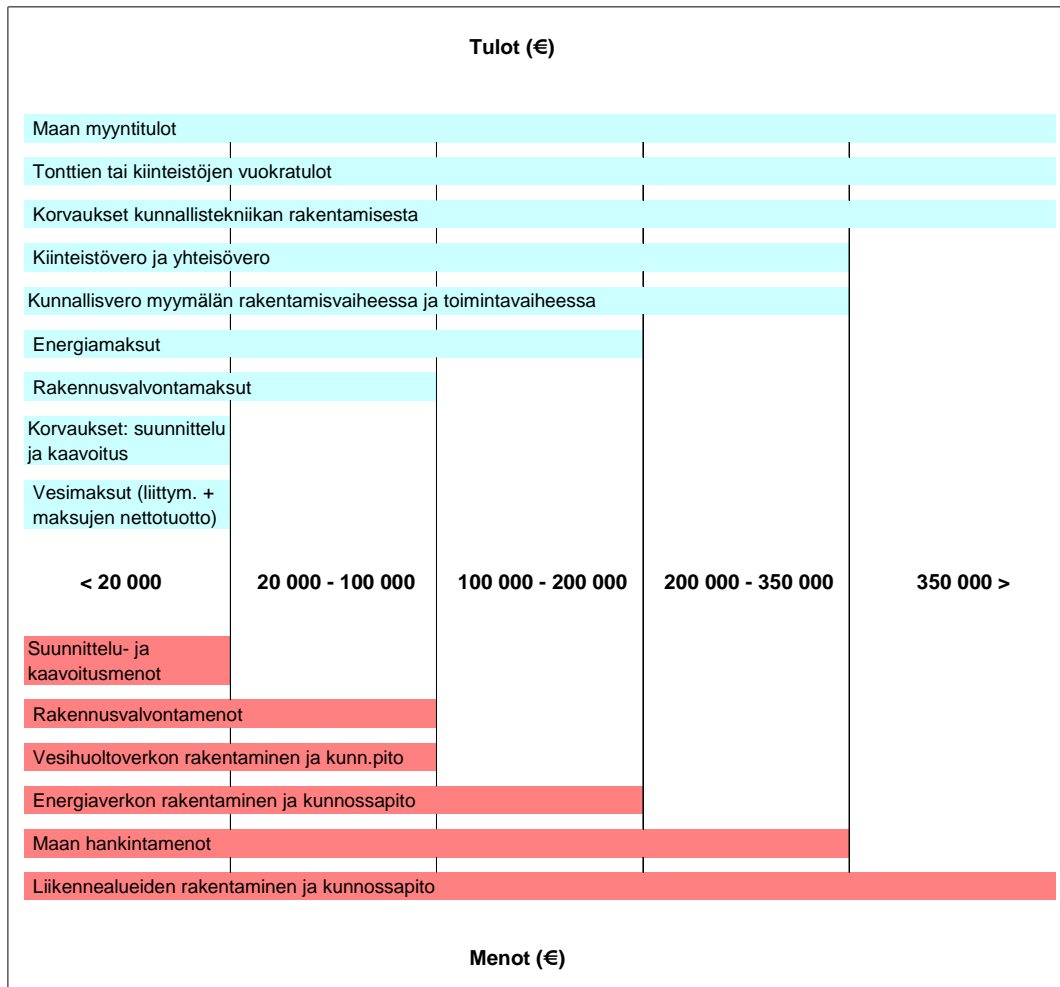 Tulot (€)
Maan myyntitulot
Tonttien tai kiinteistöjen vuokratulot
Korvaukset kunnallistekniikan rakentamisesta
Kiinteistövero ja yhteisövero
Kunnallisvero myymälän rakentamisvaiheessa ja toimintavaiheessa
Energiamaksut
Rakennusvalvontamaksut
Korvaukset: suunnittelu
ja kaavoitus
Vesimaksut (liittym. +
maksujen nettotuotto)
< 20 000 20 000 - 100 000 100 000 - 200 000 200 000 - 350 000 350 000 >
Suunnittelu- ja
kaavoitusmenot
Rakennusvalvontamenot
Vesihuoltoverkon rakentaminen ja kunn.pito
Energiaverkon rakentaminen ja kunnossapito
Maan hankintamenot
Liikennealueiden rakentaminen ja kunnossapito
Menot (€)